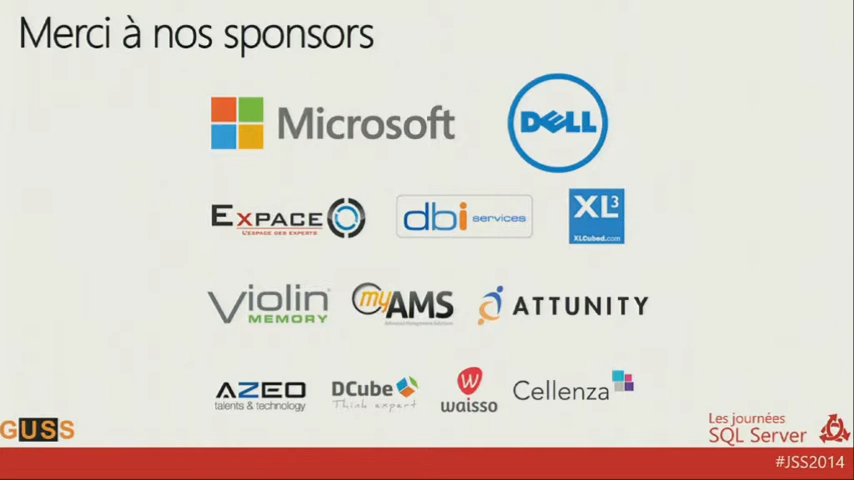 Merci à nos sponsors
Microsoft
DELL
EXPACE
L'ESPACE DES EXPERTS
dbi services
XL3
XLCubed.com
Violin
MEMORY
myAMS
ATTUNITY
AZEO
talents & technology
DCube
Think expert
waisso
Cellenza
GUSS
Les journées
SQL Server
#JSS2014